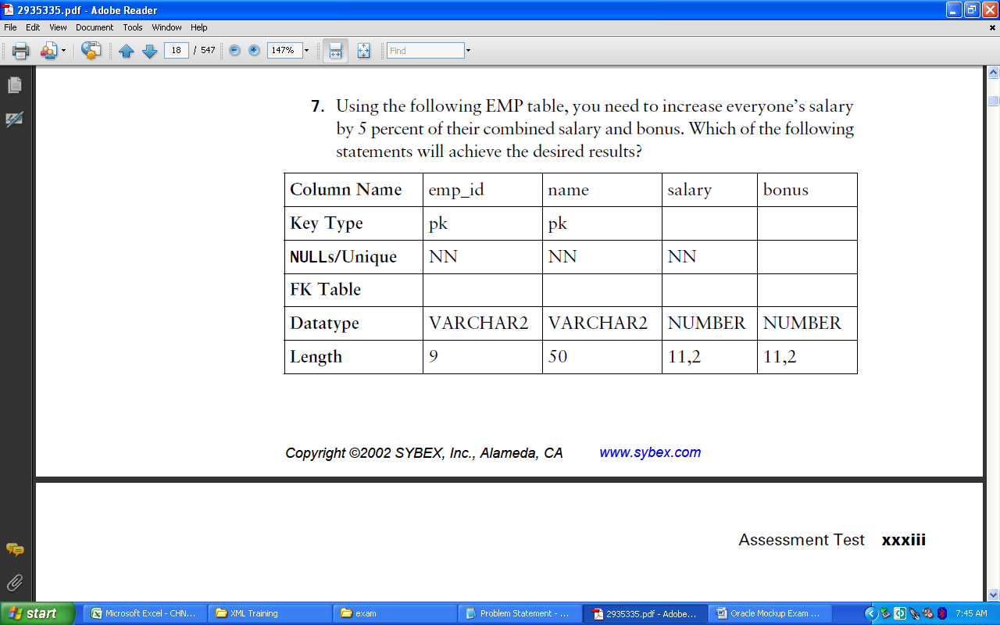 2935335.pdf - Adobe Reader
File Edit View Document Tools Window Help
18 / 547 147% Find
7. Using the following EMP table, you need to increase everyone's salary
by 5 percent of their combined salary and bonus. Which of the following
statements will achieve the desired results?
Column Name emp_id name salary bonus
Key Type pk pk
NULLs/Unique NN NN NN
FK Table
Datatype VARCHAR2 VARCHAR2 NUMBER NUMBER
Length 9 50 11,2 11,2
Copyright ©2002 SYBEX, Inc., Alameda, CA www.sybex.com
Assessment Test xxxiii
start Microsoft Excel - CHN... XML Training exam Problem Statement - ... 2935335.pdf - Adobe... Oracle Mockup Exam ... 7:45 AM